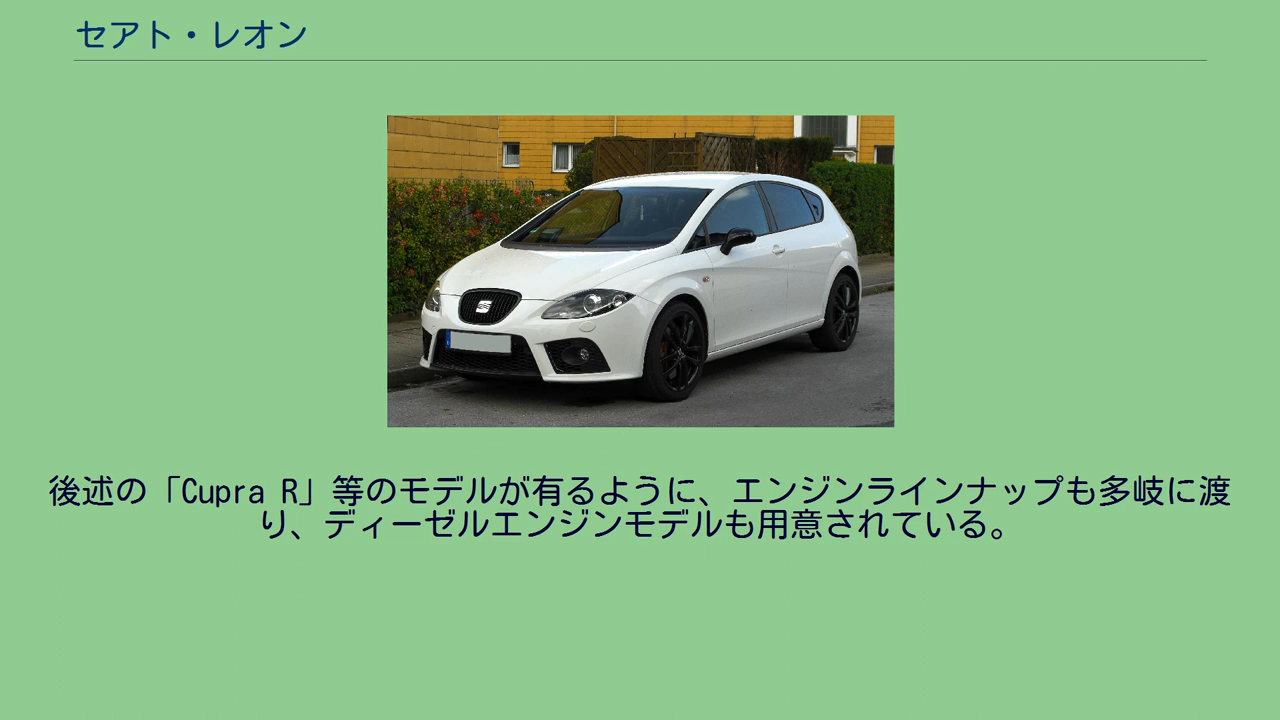 セアト・レオン
後述の「Cupra R」等のモデルが有るように、エンジンラインナップも多岐に渡
り、ディーゼルエンジンモデルも用意されている。